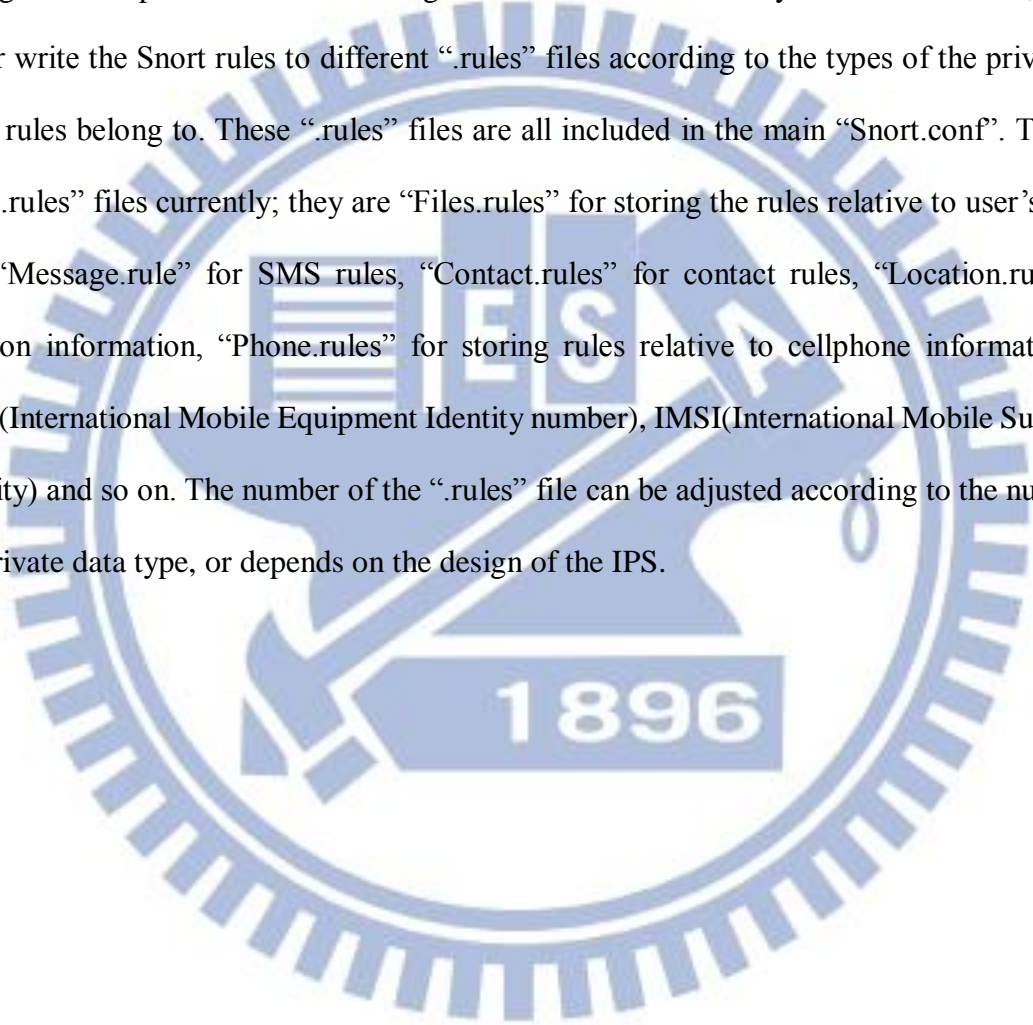 r write the Snort rules to different “.rules” files according to the types of the priv
rules belong to. These “.rules” files are all included in the main “Snort.conf”. T
.rules” files currently; they are “Files.rules” for storing the rules relative to user’s
“Message.rule” for SMS rules, “Contact.rules” for contact rules, “Location.ru
on information, “Phone.rules” for storing rules relative to cellphone informat
(International Mobile Equipment Identity number), IMSI(International Mobile Su
ity) and so on. The number of the “.rules” file can be adjusted according to the nu
rivate data type, or depends on the design of the IPS.
E S A
1896